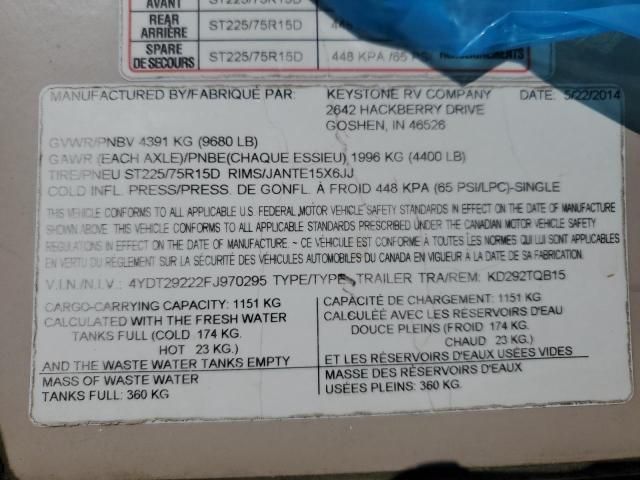 AVANT ST225/75R15D
REAR
ARRIÈRE ST225/75R15D
SPARE
DE SECOURS ST225/75R15D 448 KPA /65 PSI
MANUFACTURED BY/FABRIQUÉ PAR: KEYSTONE RV COMPANY DATE: 5/22/2014
2642 HACKBERRY DRIVE
GOSHEN, IN 46526
GVWR/PNBV 4391 KG (9680 LB)
GAWR (EACH AXLE)/PNBE(CHAQUE ESSIEU) 1996 KG (4400 LB)
TIRE/PNEU ST225/75R15D RIMS/JANTE15X6JJ
COLD INFL. PRESS/PRESS. DE GONFL. À FROID 448 KPA (65 PSI/LPC)-SINGLE
THIS VEHICLE CONFORMS TO ALL APPLICABLE U.S. FEDERAL MOTOR VEHICLE SAFETY STANDARDS IN EFFECT ON THE DATE OF MANUFACTURE
SHOWN ABOVE. THIS VEHICLE CONFORMS TO ALL APPLICABLE STANDARDS PRESCRIBED UNDER THE CANADIAN MOTOR VEHICLE SAFETY
REGULATIONS IN EFFECT ON THE DATE OF MANUFACTURE. ~ CE VÉHICULE EST CONFORME À TOUTES LES NORMES QUI LUI SONT APPLICABLES
EN VERTU DU RÈGLEMENT SUR LA SÉCURITÉ DES VÉHICULES AUTOMOBILES DU CANADA EN VIGUEUR À LA DATE DE SA FABRICATION.
V.I.N./N.I.V.: 4YDT29222FJ970295 TYPE/TYPE: TRAILER TRA/REM: KD292TQB15
CARGO-CARRYING CAPACITY: 1151 KG
CALCULATED WITH THE FRESH WATER
TANKS FULL (COLD 174 KG.
HOT 23 KG.)
AND THE WASTE WATER TANKS EMPTY
MASS OF WASTE WATER
TANKS FULL: 360 KG
CAPACITÉ DE CHARGEMENT: 1151 KG
CALCULÉE AVEC LES RÉSERVOIRS D'EAU
DOUCE PLEINS (FROID 174 KG.
CHAUD 23 KG.)
ET LES RÉSERVOIRS D'EAUX USÉES VIDES
MASSE DES RÉSERVOIRS D'EAUX
USÉES PLEINS: 360 KG.